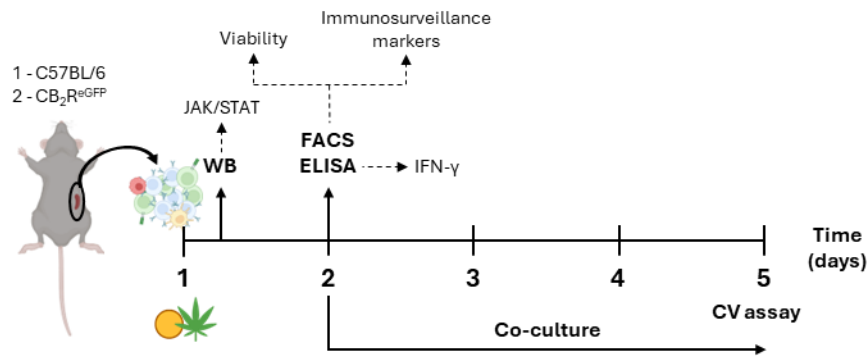 Immunosurveillance
markers
Viability
1 - C57BL/6
2 - CB₂Rᵉᴳᶠᴾ
JAK/STAT
FACS
WB
ELISA
IFN-γ
Time
(days)
1
2
3
4
5
CV assay
Co-culture